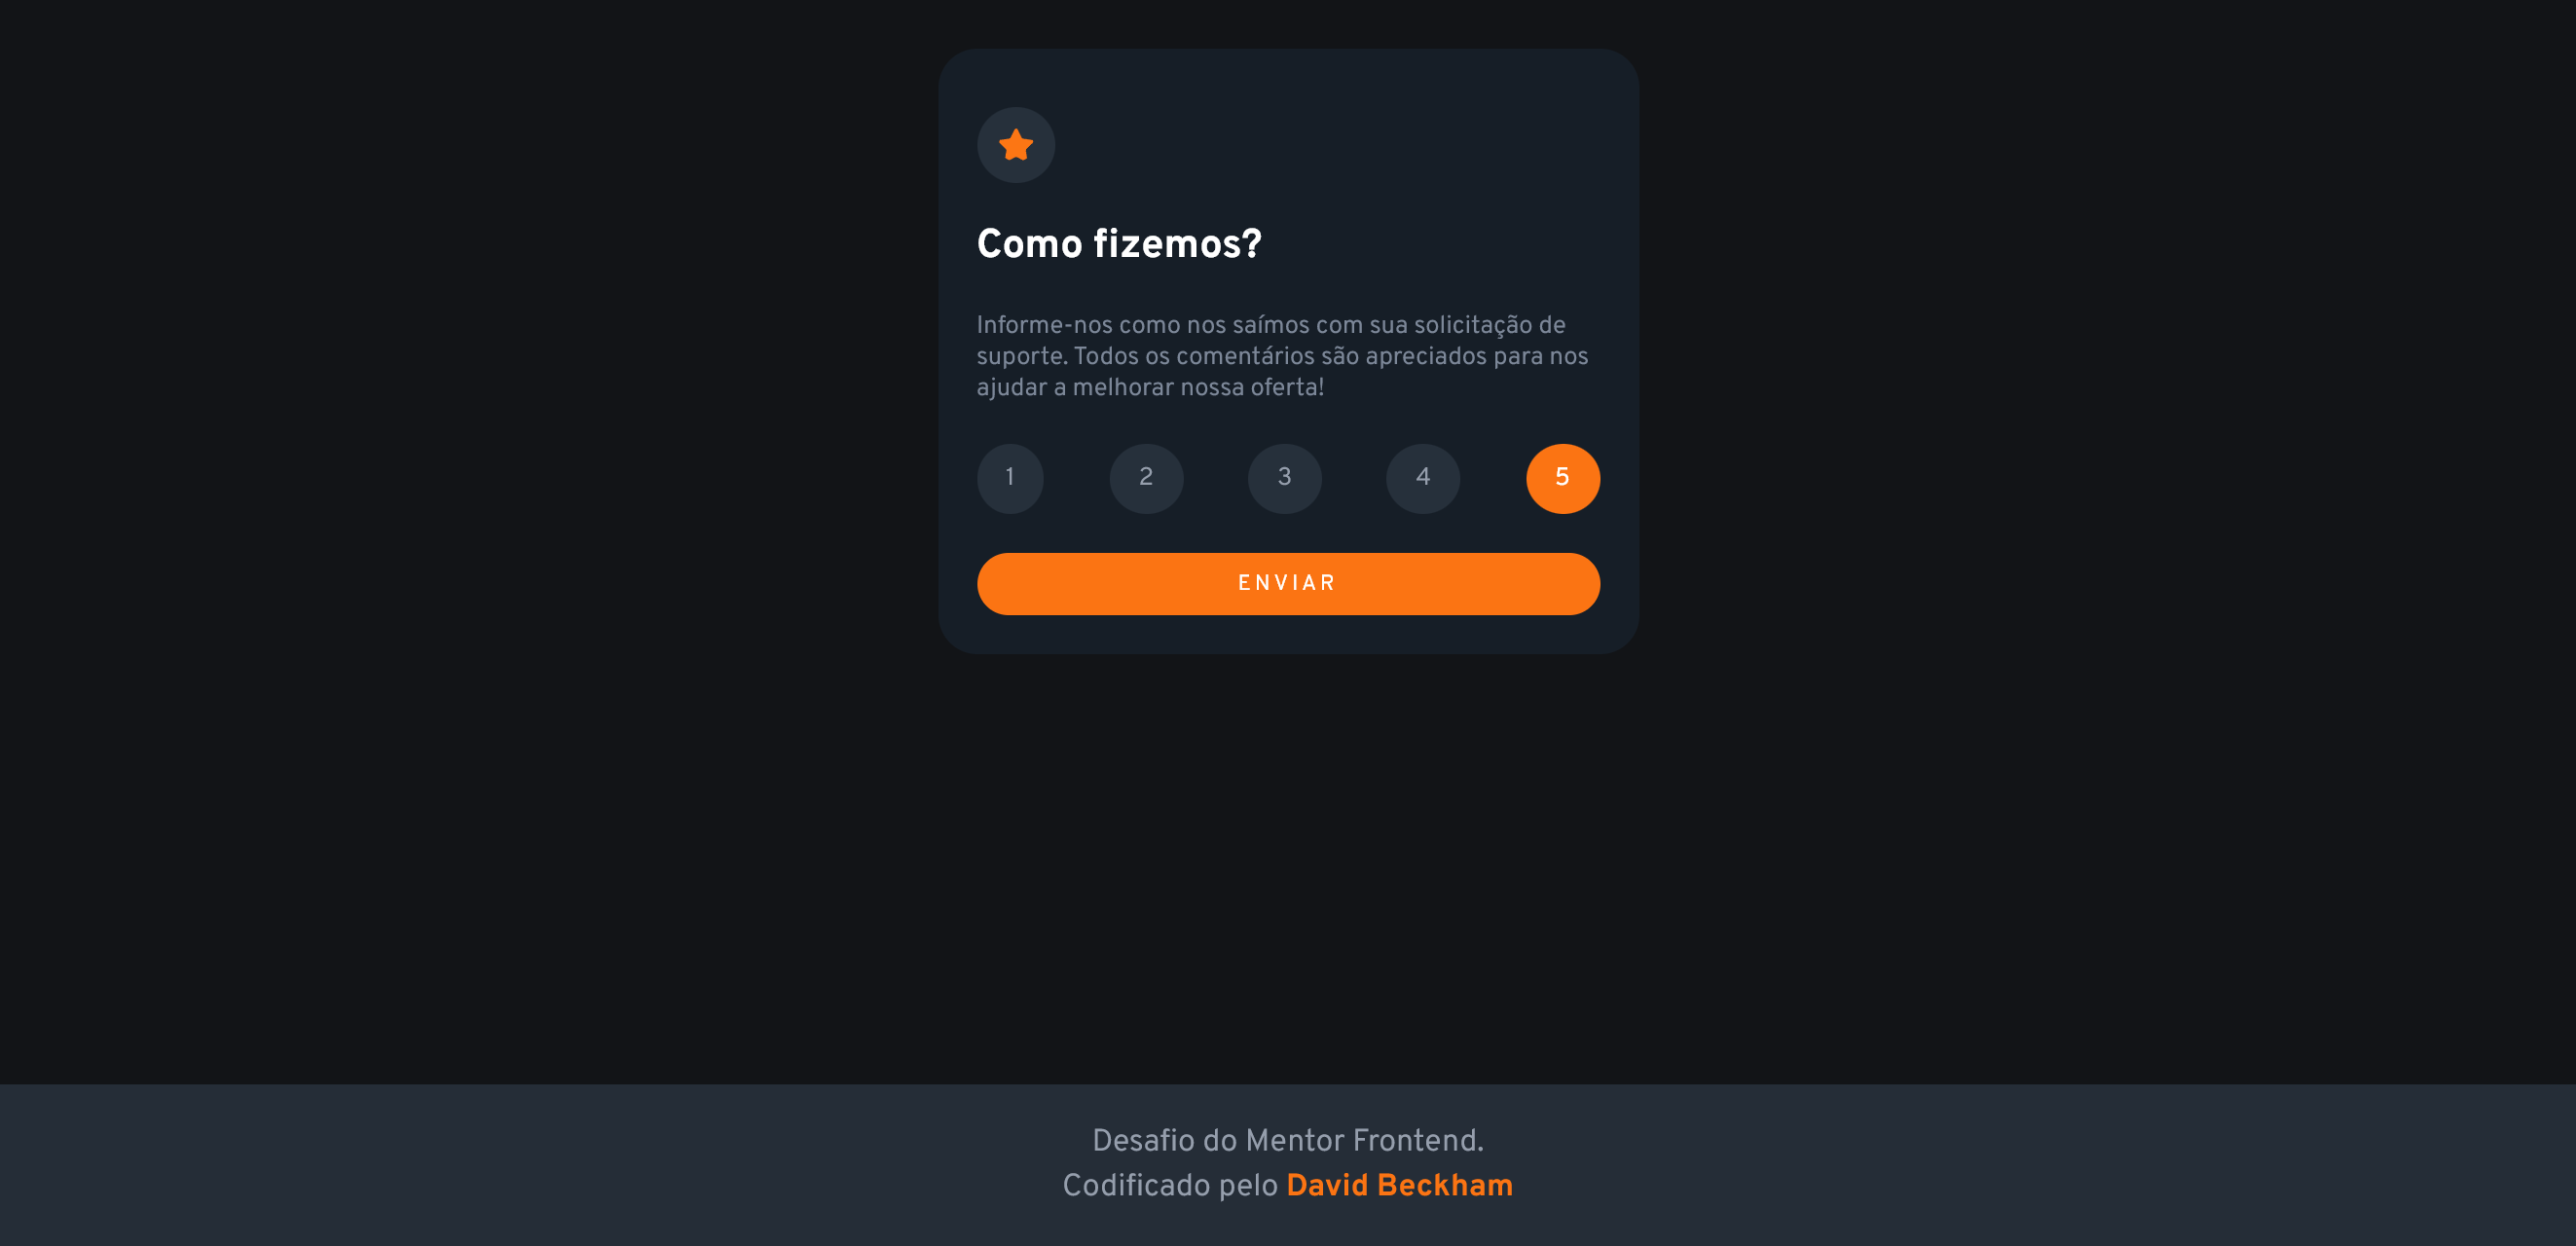 Como fizemos?
Informe-nos como nos saímos com sua solicitação de
suporte. Todos os comentários são apreciados para nos
ajudar a melhorar nossa oferta!
1 2 3 4 5
ENVIAR
Desafio do Mentor Frontend.
Codificado pelo David Beckham